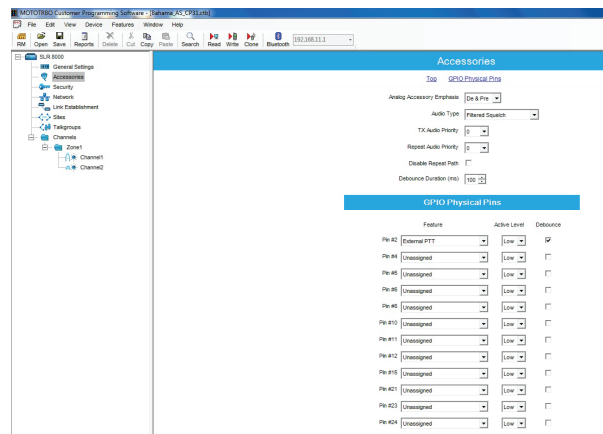 MOTOTRBO Customer Programming Software - [Bahama_AS_CP31.ctb]
File Edit View Device Features Window Help
RM Open Save Reports Delete Cut Copy Paste Search Read Write Clone Bluetooth 192.168.11.1
SLR 8000
General Settings
Accessories
Security
Network
Link Establishment
Sites
Talkgroups
Channels
Zone1
Channel1
Channel2
Accessories
Top GPIO Physical Pins
Analog Accessory Emphasis De & Pre
Audio Type Filtered Squelch
TX Audio Priority 0
Repeat Audio Priority 0
Disable Repeat Path
Debounce Duration (ms) 100
GPIO Physical Pins
Feature Active Level Debounce
Pin #2 External PTT Low
Pin #4 Unassigned Low
Pin #5 Unassigned Low
Pin #6 Unassigned Low
Pin #8 Unassigned Low
Pin #10 Unassigned Low
Pin #11 Unassigned Low
Pin #12 Unassigned Low
Pin #15 Unassigned Low
Pin #21 Unassigned Low
Pin #23 Unassigned Low
Pin #24 Unassigned Low